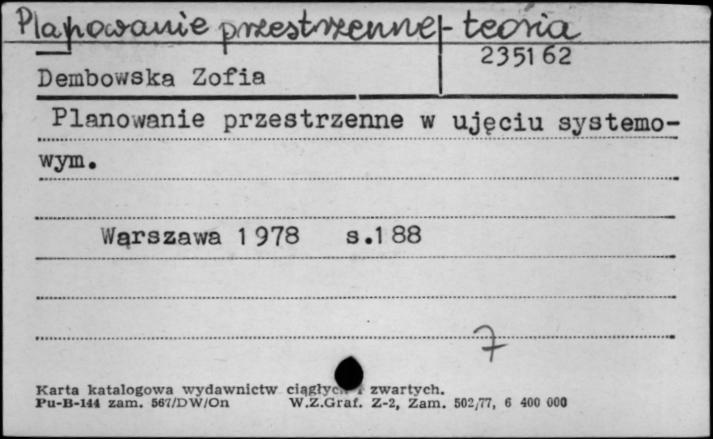 Planowanie przestrzenne - teoria
235162
Dembowska Zofia
Planowanie przestrzenne w ujęciu systemo-
wym.
Warszawa 1978 s.188
7
Karta katalogowa wydawnictw ciągłych i zwartych.
Pu-B-144 zam. 567/DW/On W.Z.Graf. Z-2, Zam. 502/77, 6 400 000